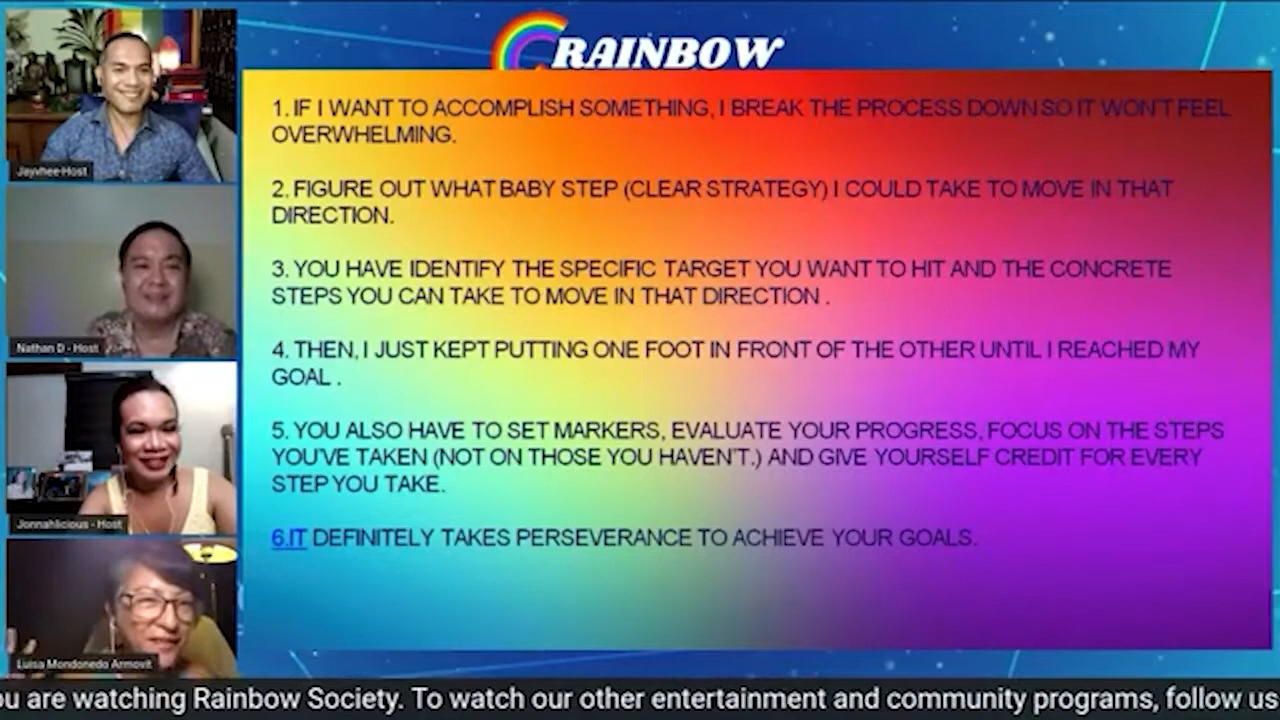 RAINBOW
1. IF I WANT TO ACCOMPLISH SOMETHING, I BREAK THE PROCESS DOWN SO IT WON'T FEEL
OVERWHELMING.
2. FIGURE OUT WHAT BABY STEP (CLEAR STRATEGY) I COULD TAKE TO MOVE IN THAT
DIRECTION.
3. YOU HAVE IDENTIFY THE SPECIFIC TARGET YOU WANT TO HIT AND THE CONCRETE
STEPS YOU CAN TAKE TO MOVE IN THAT DIRECTION .
4. THEN, I JUST KEPT PUTTING ONE FOOT IN FRONT OF THE OTHER UNTIL I REACHED MY
GOAL .
5. YOU ALSO HAVE TO SET MARKERS, EVALUATE YOUR PROGRESS, FOCUS ON THE STEPS
YOU'VE TAKEN (NOT ON THOSE YOU HAVEN'T.) AND GIVE YOURSELF CREDIT FOR EVERY
STEP YOU TAKE.
6.IT DEFINITELY TAKES PERSEVERANCE TO ACHIEVE YOUR GOALS.
Jayvhee-Host
Nathan D - Host
Jonnahlicious - Host
Luisa Mondonedo Armovit
ou are watching Rainbow Society. To watch our other entertainment and community programs, follow us